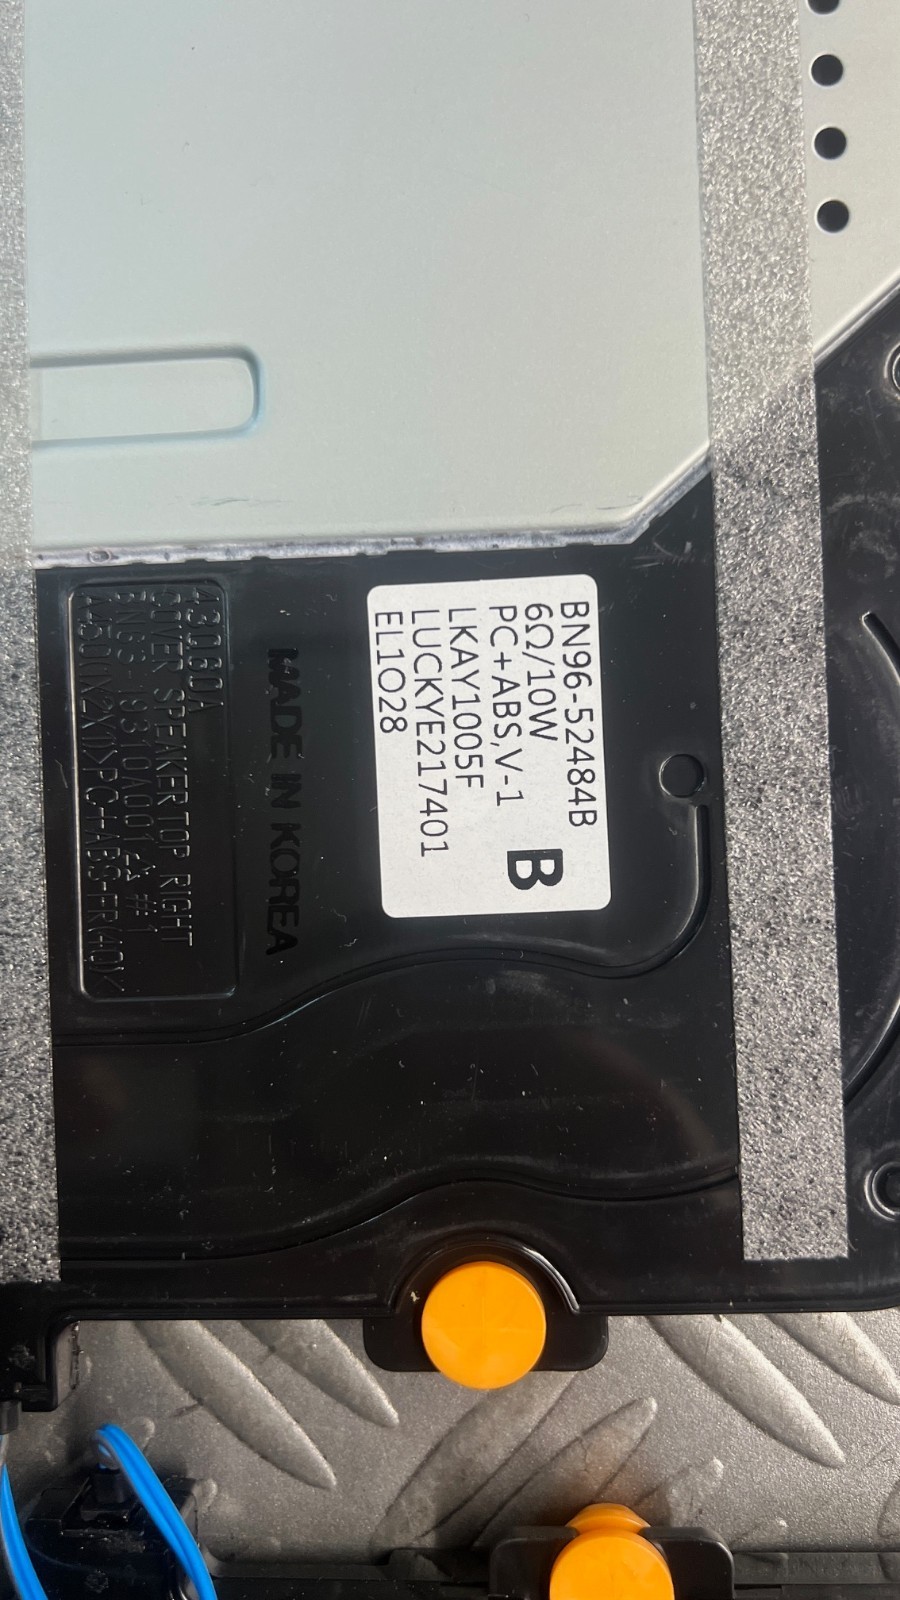 BN96-52484B
6Ω/10W
PC+ABS,V-1
B
LKAY1005F
LUCKYE217401
EL1O28
MADE IN KOREA
COVER SPEAKER TOP RIGHT